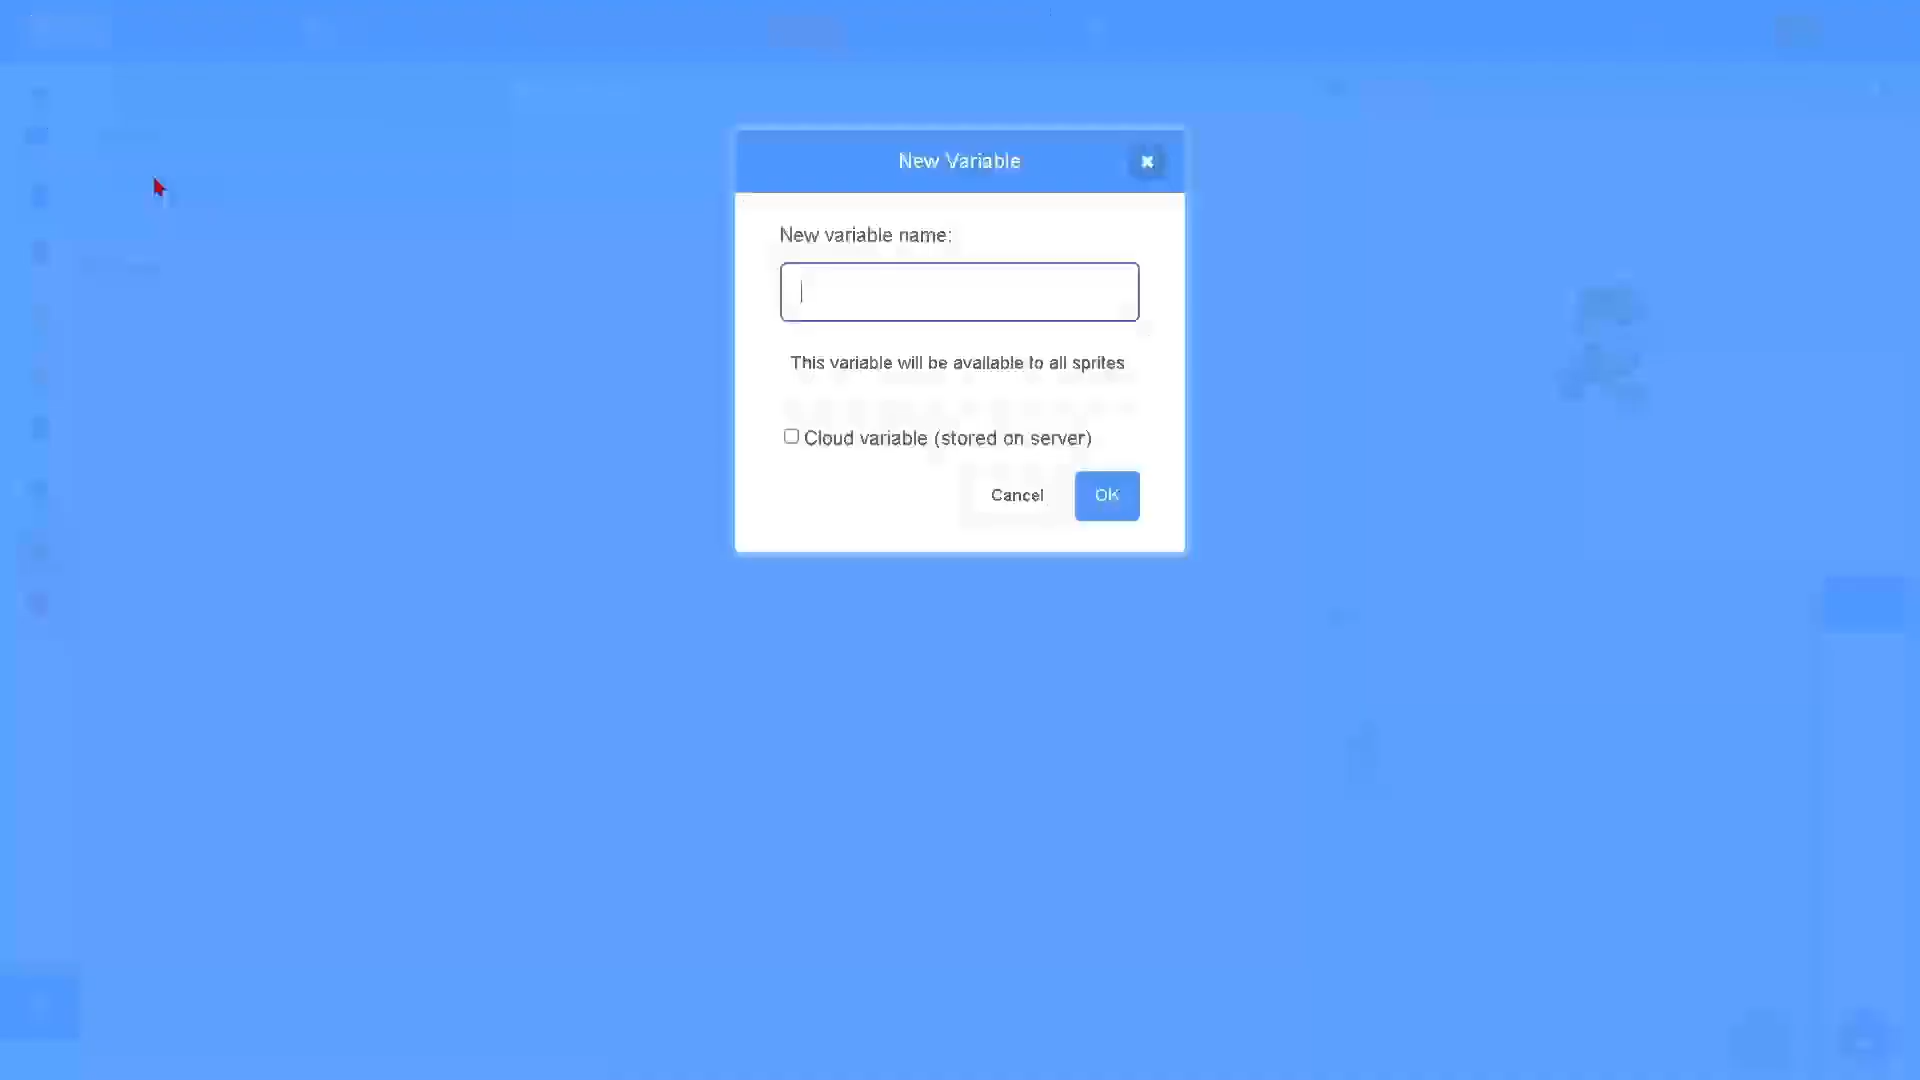 New Variable
New variable name:
This variable will be available to all sprites
Cloud variable (stored on server)
Cancel
OK